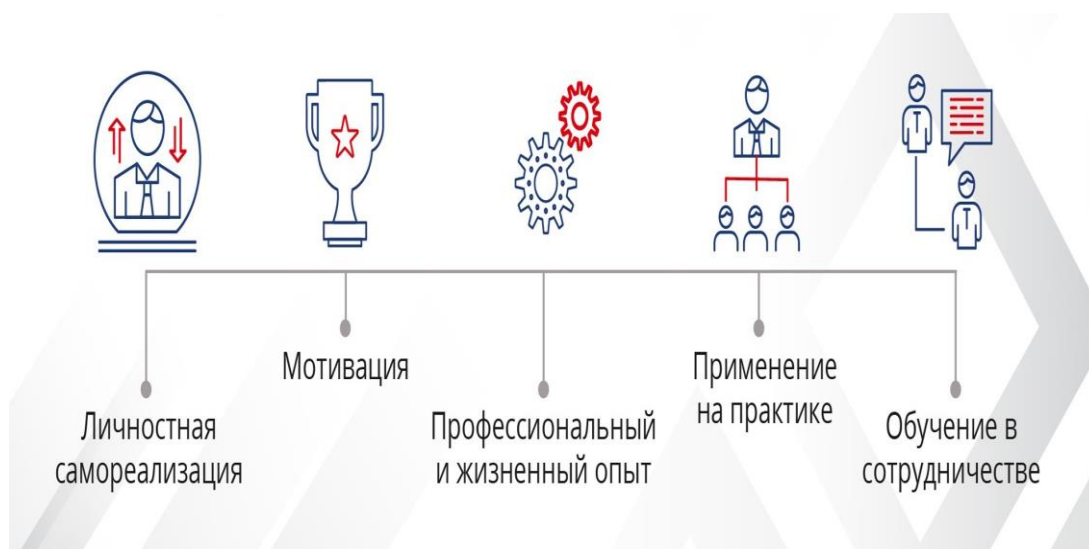 Личностная
самореализация
Мотивация
Профессиональный
и жизненный опыт
Применение
на практике
Обучение в
сотрудничестве